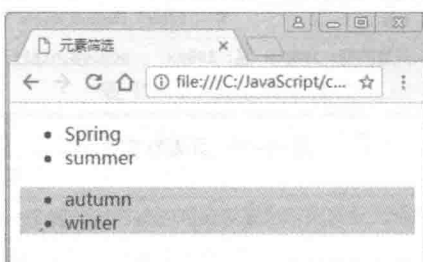 元素筛选
file:///C:/JavaScript/c...
Spring
summer
autumn
winter